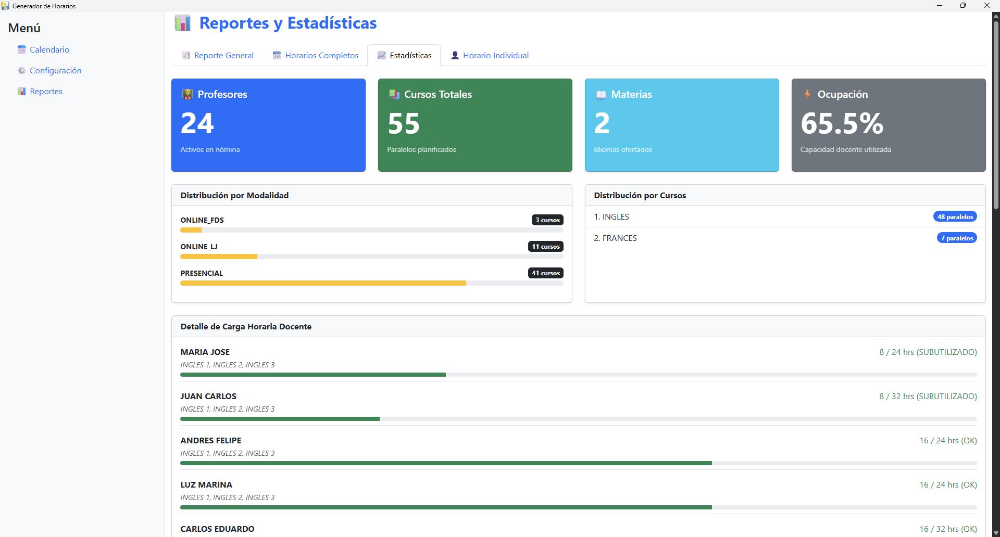 Generador de Horarios
Menú
Calendario
Configuración
Reportes
Reportes y Estadísticas
Reporte General
Horarios Completos
Estadísticas
Horario Individual
Profesores
24
Activos en nómina
Cursos Totales
55
Paralelos planificados
Materias
2
Idiomas ofertados
Ocupación
65.5%
Capacidad docente utilizada
Distribución por Modalidad
ONLINE_FDS
3 cursos
ONLINE_LJ
11 cursos
PRESENCIAL
41 cursos
Distribución por Cursos
1. INGLES
48 paralelos
2. FRANCES
7 paralelos
Detalle de Carga Horaria Docente
MARIA JOSE
8 / 24 hrs (SUBUTILIZADO)
INGLES 1, INGLES 2, INGLES 3
JUAN CARLOS
8 / 32 hrs (SUBUTILIZADO)
INGLES 1, INGLES 2, INGLES 3
ANDRES FELIPE
16 / 24 hrs (OK)
INGLES 1, INGLES 2, INGLES 3
LUZ MARINA
16 / 24 hrs (OK)
INGLES 1, INGLES 2, INGLES 3
CARLOS EDUARDO
16 / 32 hrs (OK)